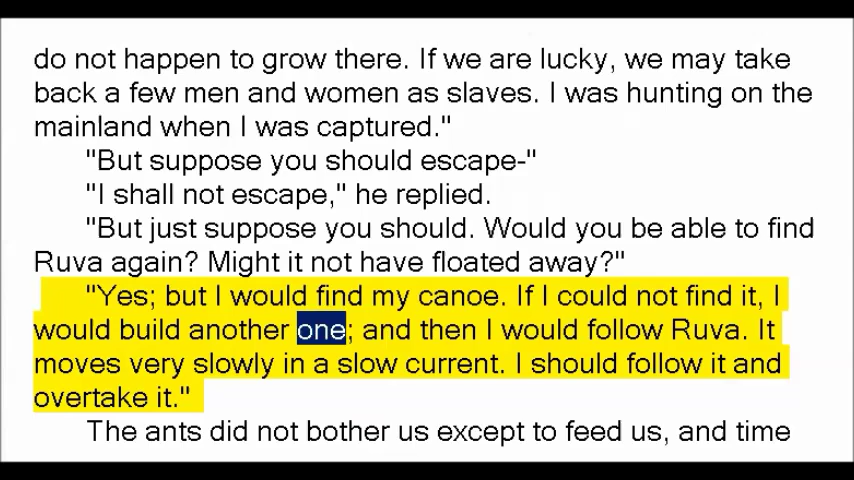 do not happen to grow there. If we are lucky, we may take
back a few men and women as slaves. I was hunting on the
mainland when I was captured."
"But suppose you should escape-"
"I shall not escape," he replied.
"But just suppose you should. Would you be able to find
Ruva again? Might it not have floated away?"
"Yes; but I would find my canoe. If I could not find it, I
would build another one; and then I would follow Ruva. It
moves very slowly in a slow current. I should follow it and
overtake it."
The ants did not bother us except to feed us, and time